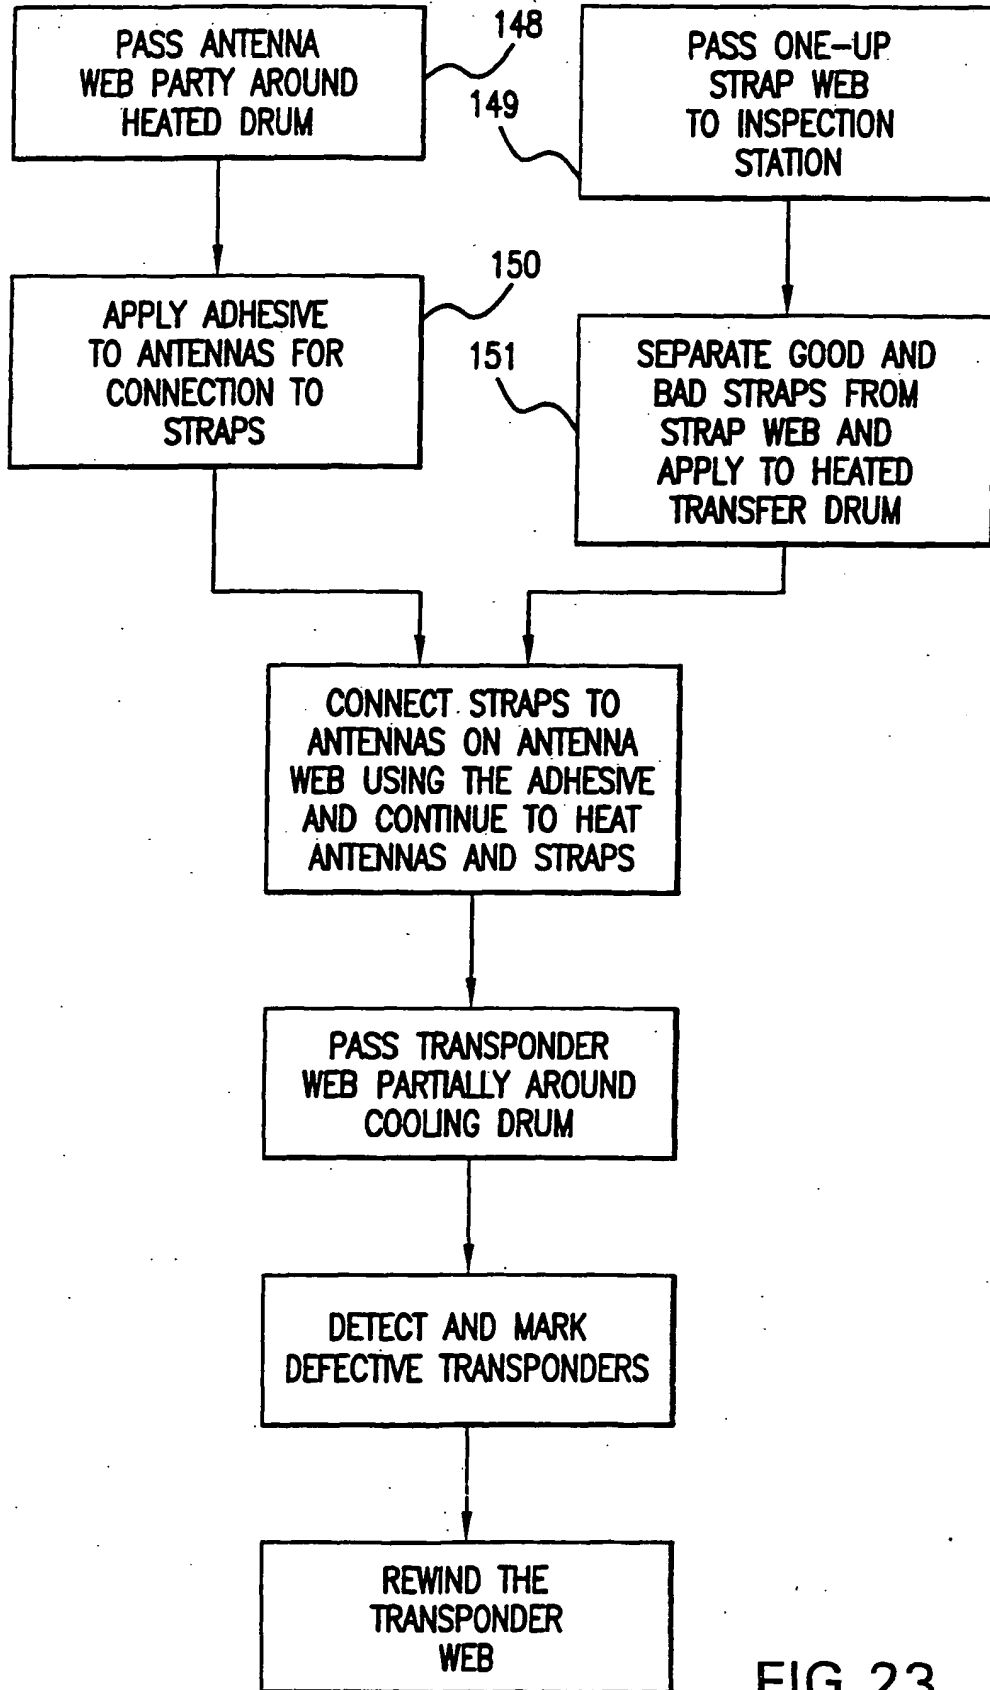 PASS ANTENNA
WEB PARTY AROUND
HEATED DRUM
148
149
PASS ONE-UP
STRAP WEB
TO INSPECTION
STATION
APPLY ADHESIVE
TO ANTENNAS FOR
CONNECTION TO
STRAPS
150
151
SEPARATE GOOD AND
BAD STRAPS FROM
STRAP WEB AND
APPLY TO HEATED
TRANSFER DRUM
CONNECT STRAPS TO
ANTENNAS ON ANTENNA
WEB USING THE ADHESIVE
AND CONTINUE TO HEAT
ANTENNAS AND STRAPS
PASS TRANSPONDER
WEB PARTIALLY AROUND
COOLING DRUM
DETECT AND MARK
DEFECTIVE TRANSPONDERS
REWIND THE
TRANSPONDER
WEB
FIG 23